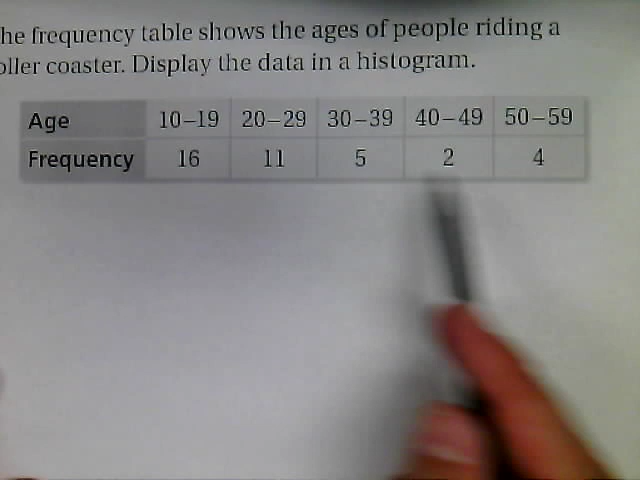 he frequency table shows the ages of people riding a
oller coaster. Display the data in a histogram.
Age 10–19 20–29 30–39 40–49 50–59
Frequency 16 11 5 2 4